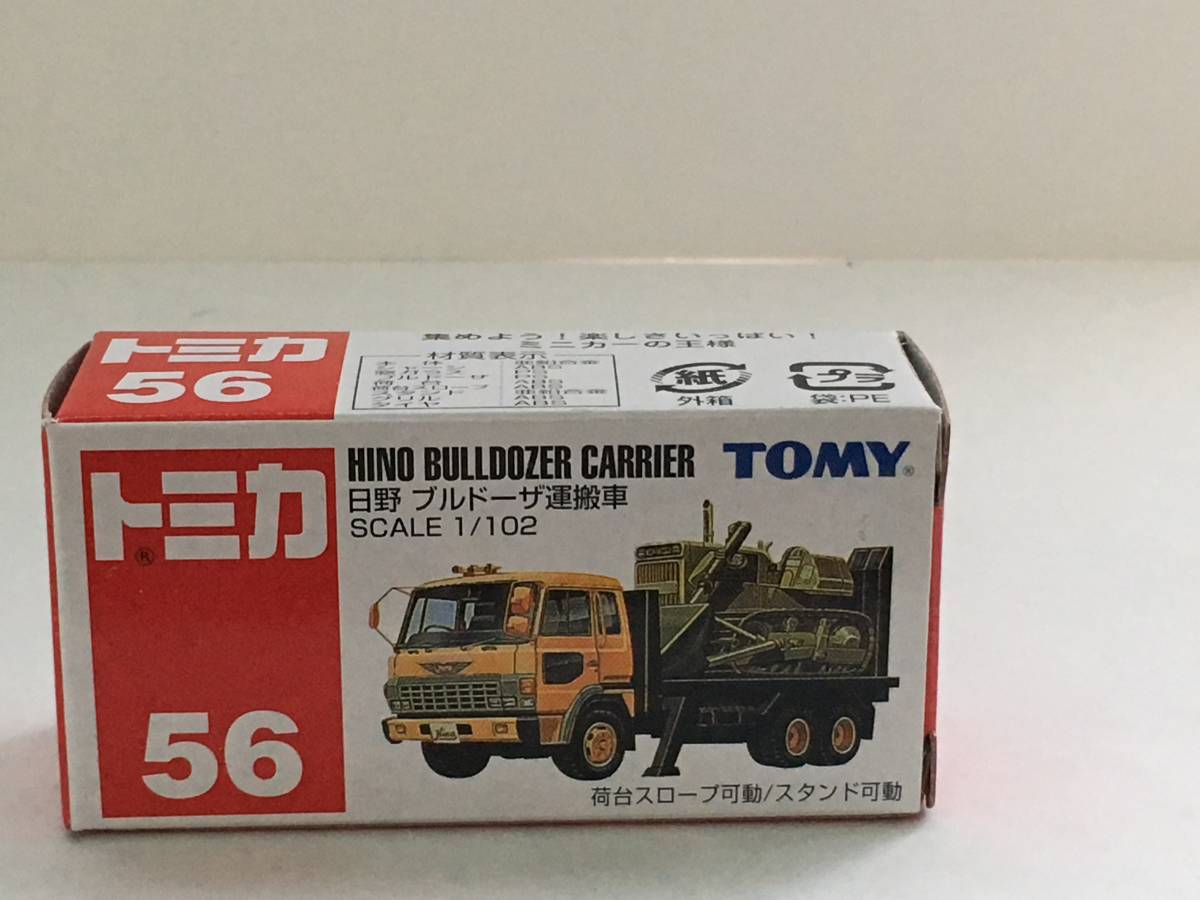 トミカ
56
集めよう!楽しさいっぱい!
ミニカーの王様
材質表示
ABS
紙
外箱
プラ
袋:PE
トミカ®
56
HINO BULLDOZER CARRIER
日野 ブルドーザ運搬車
SCALE 1/102
TOMY®
Hino
荷台スロープ可動/スタンド可動